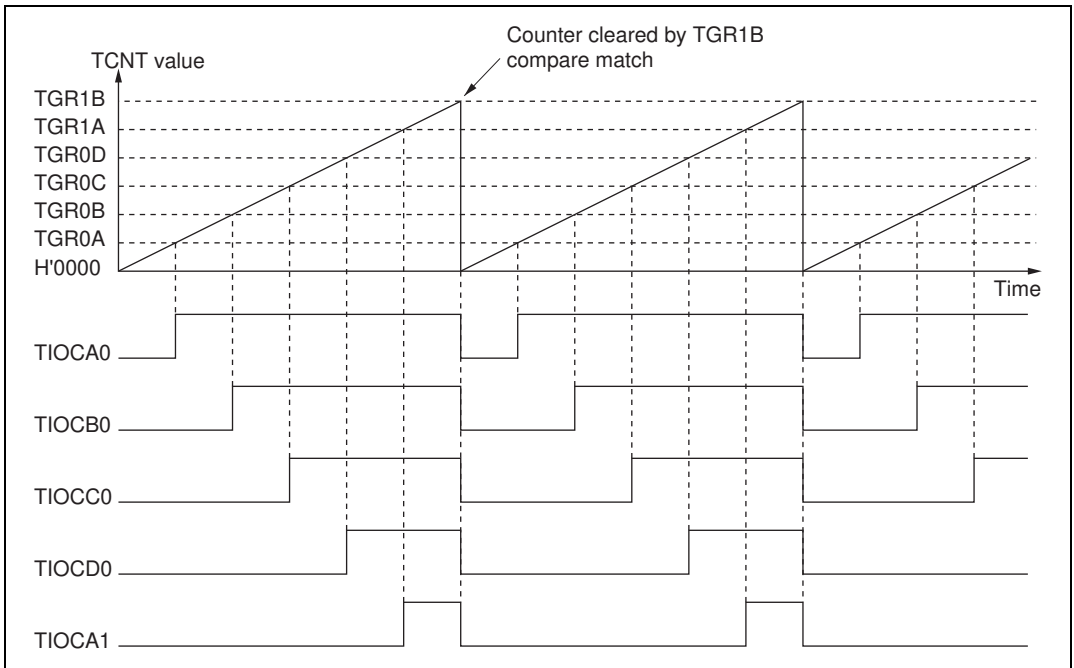 Counter cleared by TGR1B
compare match
TCNT value
TGR1B
TGR1A
TGR0D
TGR0C
TGR0B
TGR0A
H'0000
Time
TIOCA0
TIOCB0
TIOCC0
TIOCD0
TIOCA1